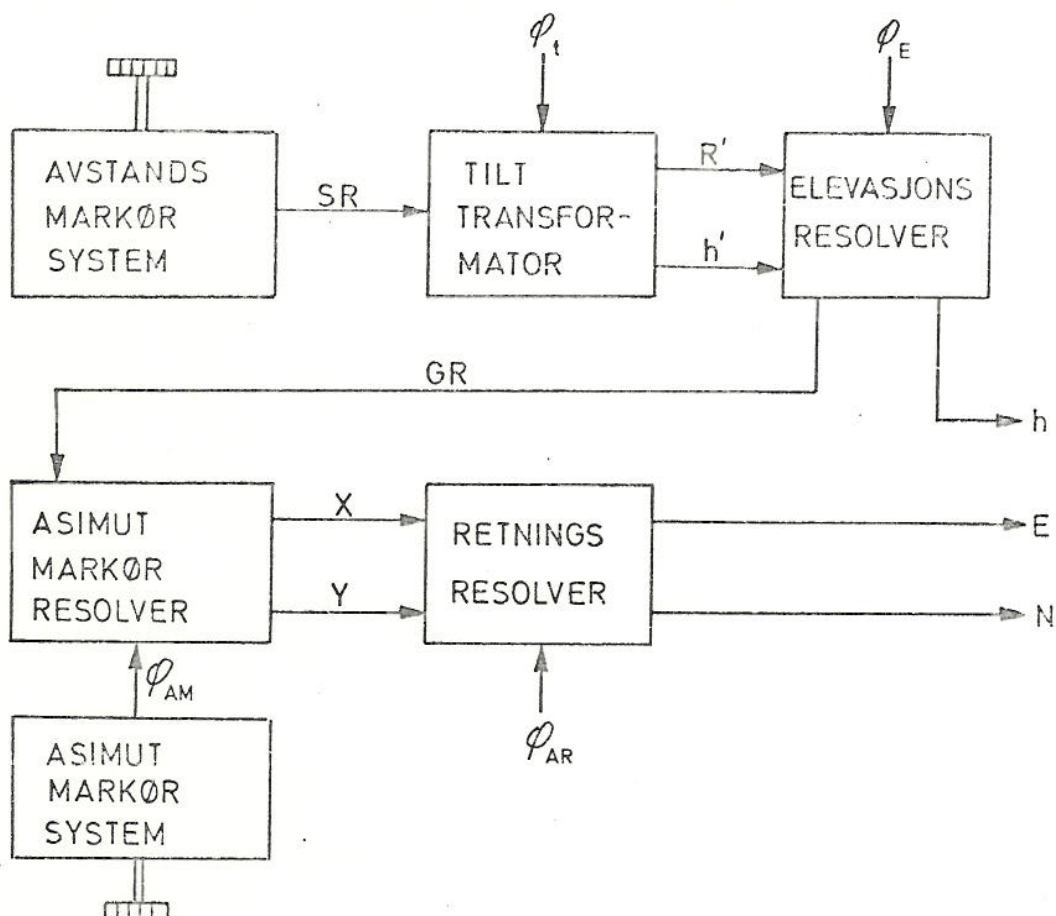 φt
φE
AVSTANDS
MARKØR
SYSTEM
SR
TILT
TRANSFOR-
MATOR
R'
h'
ELEVASJONS
RESOLVER
GR
h
ASIMUT
MARKØR
RESOLVER
X
Y
RETNINGS
RESOLVER
E
N
φAM
φAR
ASIMUT
MARKØR
SYSTEM